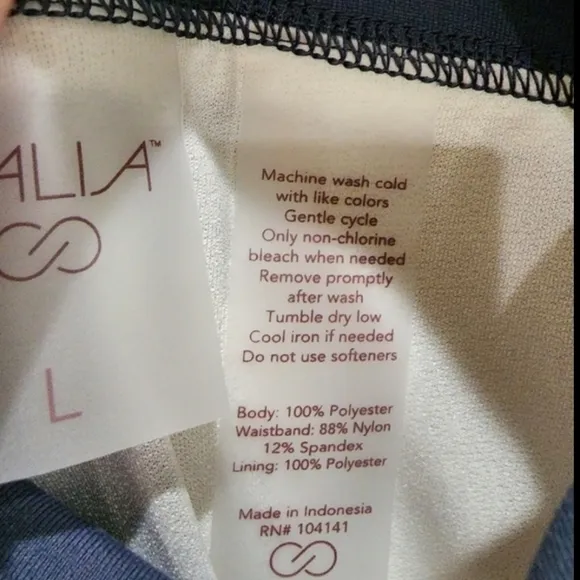 ALIA™
L
Machine wash cold
with like colors
Gentle cycle
Only non-chlorine
bleach when needed
Remove promptly
after wash
Tumble dry low
Cool iron if needed
Do not use softeners
Body: 100% Polyester
Waistband: 88% Nylon
12% Spandex
Lining: 100% Polyester
Made in Indonesia
RN# 104141